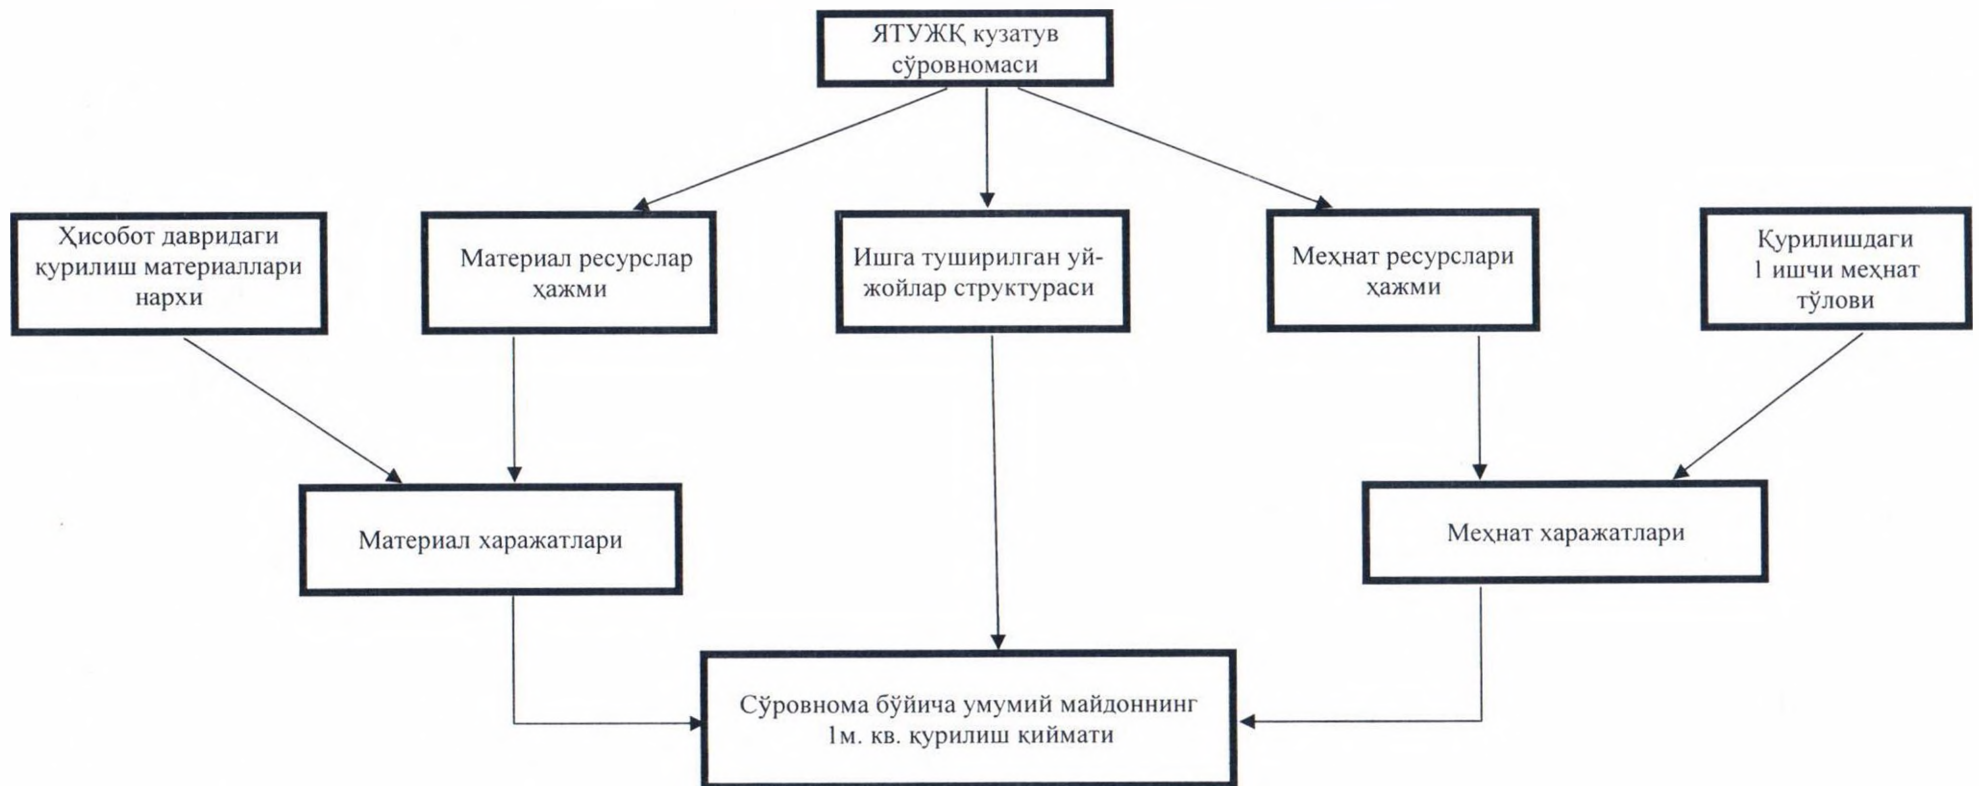 ЯТУЖҚ кузатув
сўровномаси
Ҳисобот давридаги
қурилиш материаллари
нархи
Материал ресурслар
ҳажми
Ишга туширилган уй-
жойлар структураси
Меҳнат ресурслари
ҳажми
Қурилишдаги
1 ишчи меҳнат
тўлови
Материал харажатлари
Меҳнат харажатлари
Сўровнома бўйича умумий майдоннинг
1м. кв. қурилиш қиймати